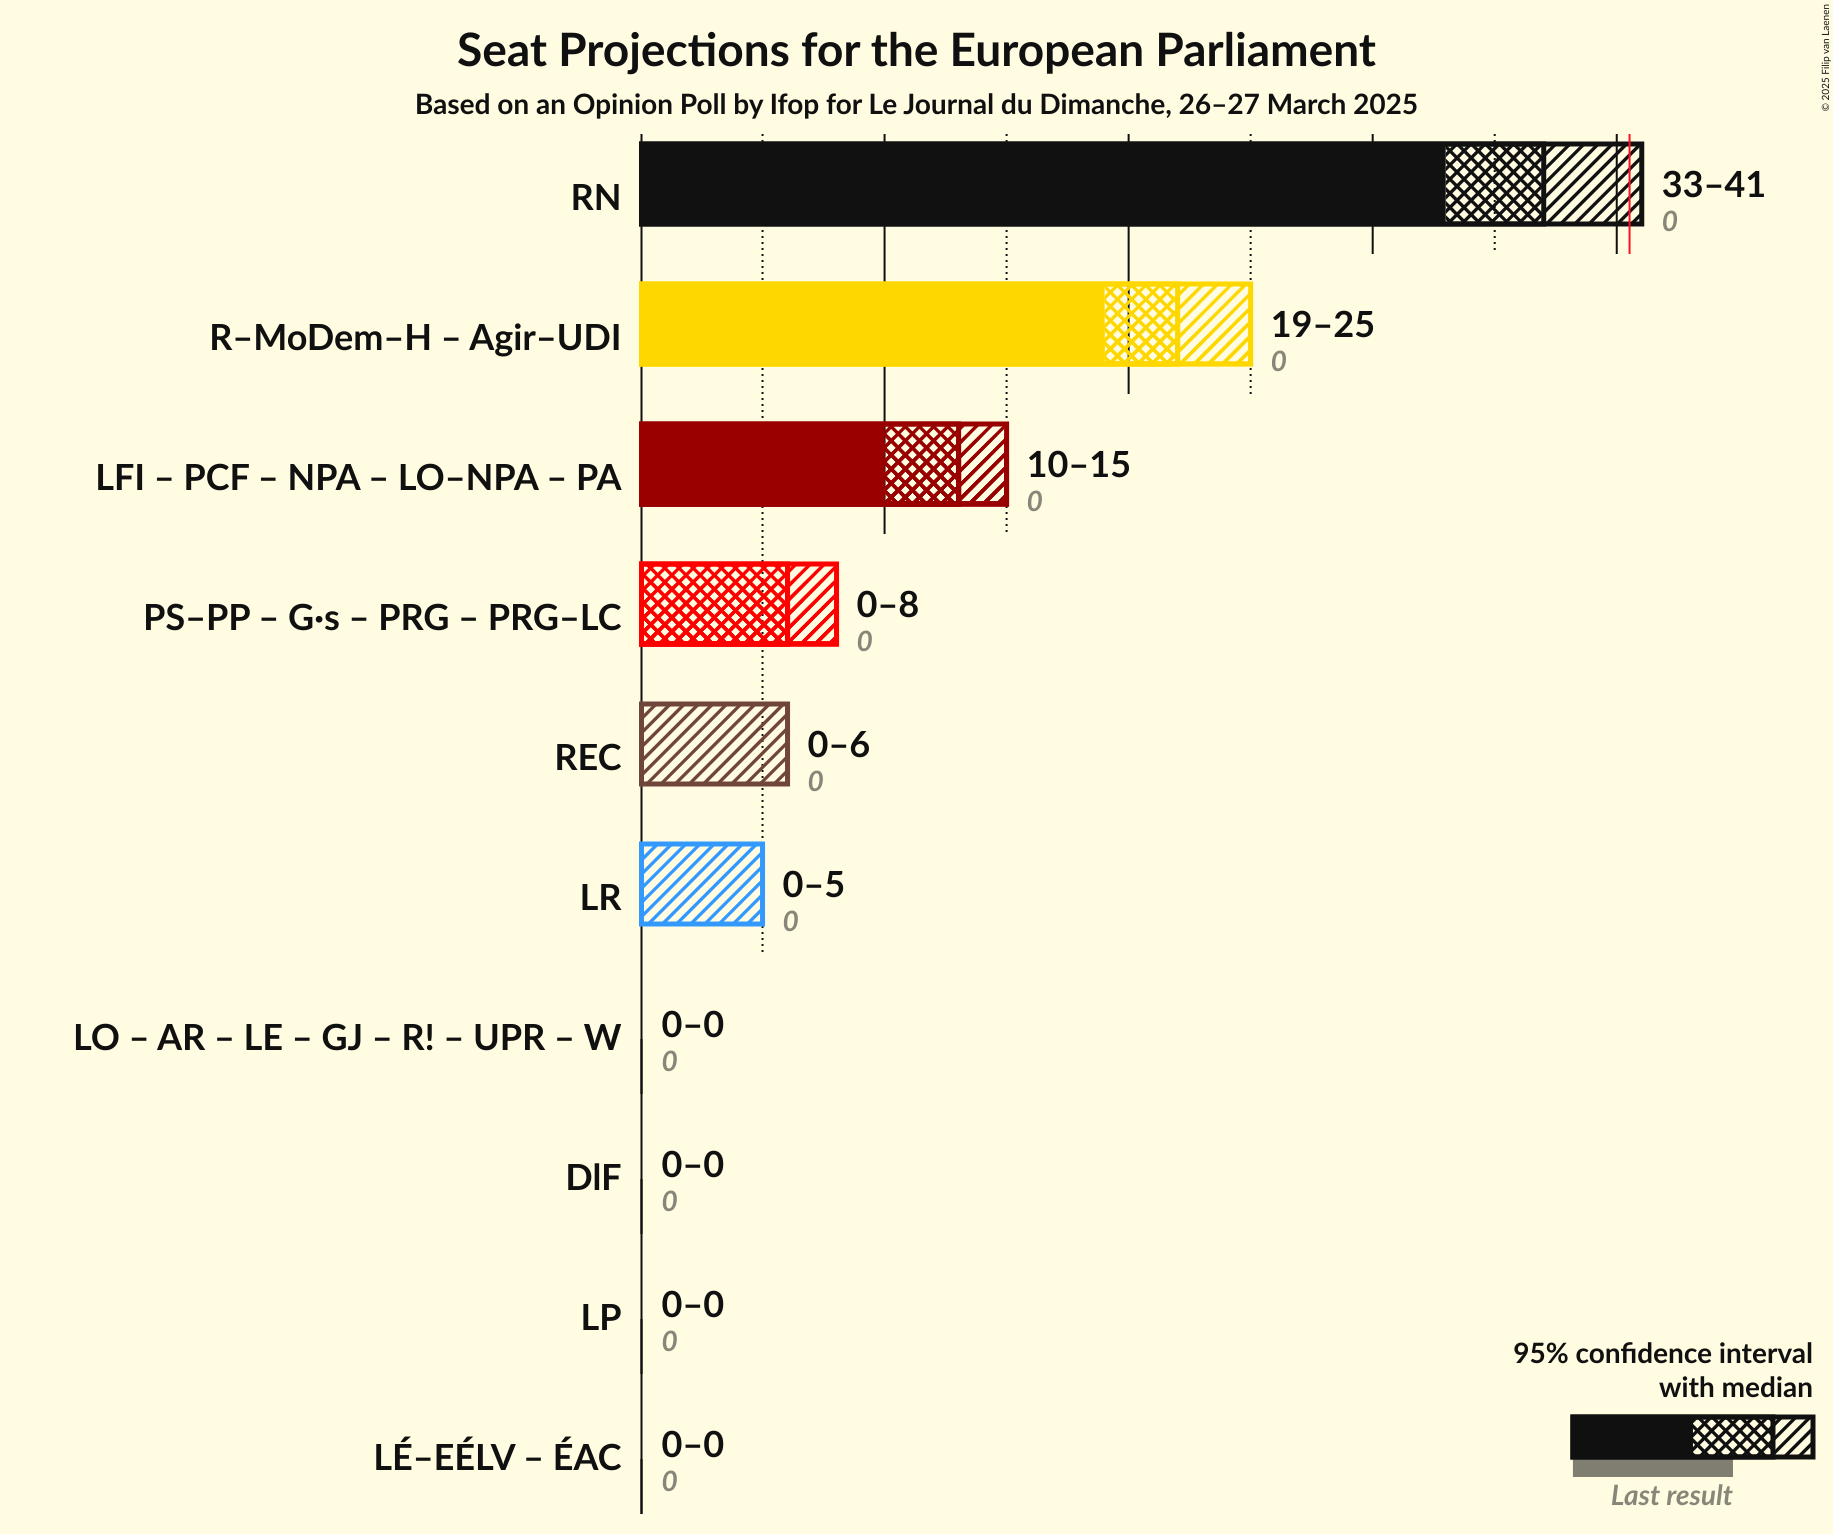 Seat Projections for the European Parliament
Based on an Opinion Poll by Ifop for Le Journal du Dimanche, 26–27 March 2025
© 2025 Filip van Laenen
RN
33–41
0
R–MoDem–H – Agir–UDI
19–25
0
LFI – PCF – NPA – LO–NPA – PA
10–15
0
PS–PP – G·s – PRG – PRG–LC
0–8
0
REC
0–6
0
LR
0–5
0
LO – AR – LE – GJ – R! – UPR – W
0–0
0
DIF
0–0
0
LP
0–0
0
LÉ–EÉLV – ÉAC
0–0
0
95% confidence interval
with median
Last result